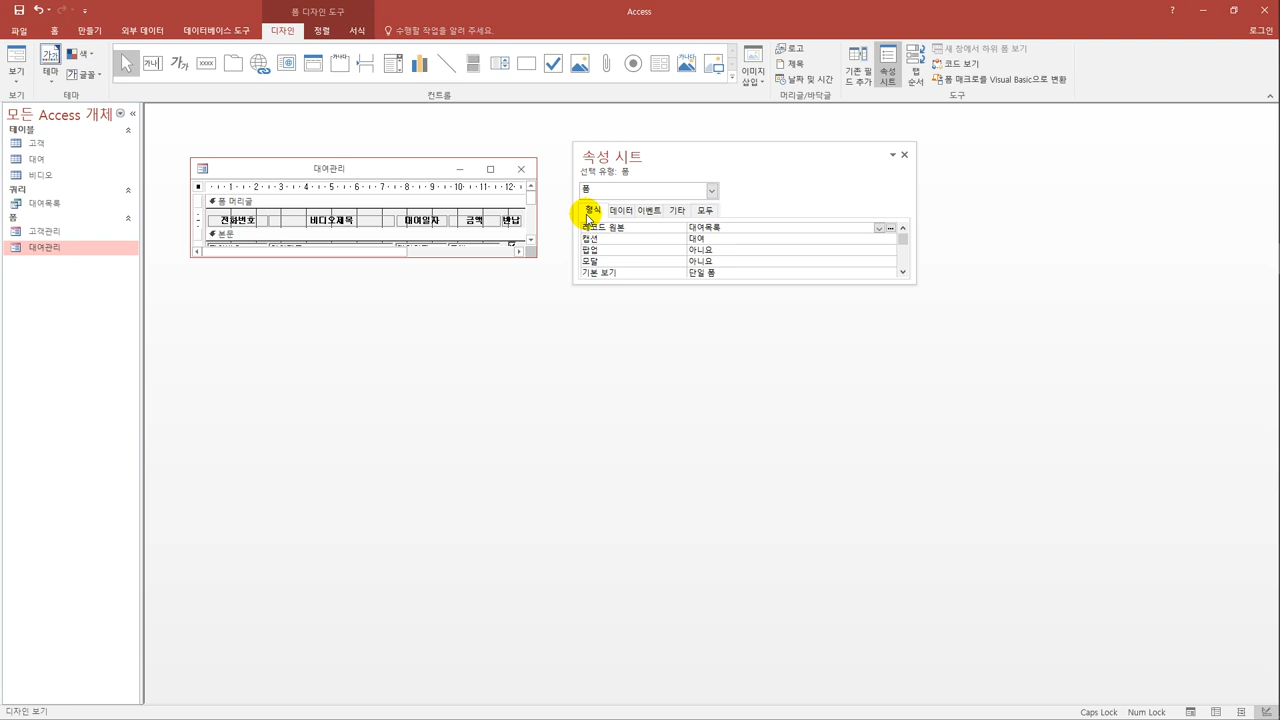 폼 디자인 도구
Access
파일 홈 만들기 외부 데이터 데이터베이스 도구 디자인 정렬 서식 수행할 작업을 알려 주세요. 로그인
보기
보기
테마
색
글꼴
테마
컨트롤
이미지
삽입
로고
제목
날짜 및 시간
머리글/바닥글
기존 필
드 추가
속성
시트
탭
순서
새 창에서 하위 폼 보기
코드 보기
폼 매크로를 Visual Basic으로 변환
도구
모든 Access 개체
테이블
고객
대여
비디오
쿼리
대여목록
폼
고객관리
대여관리
대여관리
1 2 3 4 5 6 7 8 9 10 11 12
폼 머리글
전화번호 비디오제목 대여일자 금액 반납
본문
속성 시트
선택 유형: 폼
폼
형식 데이터 이벤트 기타 모두
레코드 원본 대여목록
캡션 대여
팝업 아니요
모달 아니요
기본 보기 단일 폼
디자인 보기
Caps Lock Num Lock